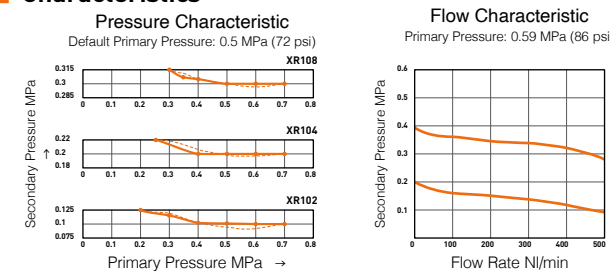 Characteristics
Pressure Characteristic
Default Primary Pressure: 0.5 MPa (72 psi)
XR108
0.315
0.3
0.285
0 0.1 0.2 0.3 0.4 0.5 0.6 0.7 0.8
XR104
0.22
0.2
0.18
0 0.1 0.2 0.3 0.4 0.5 0.6 0.7 0.8
XR102
0.125
0.1
0.075
0 0.1 0.2 0.3 0.4 0.5 0.6 0.7 0.8
Secondary Pressure MPa →
Primary Pressure MPa →
Flow Characteristic
Primary Pressure: 0.59 MPa (86 psi
0.6
0.5
0.4
0.3
0.2
0.1
0 100 200 300 400 500
Secondary Pressure MPa
Flow Rate Nl/min